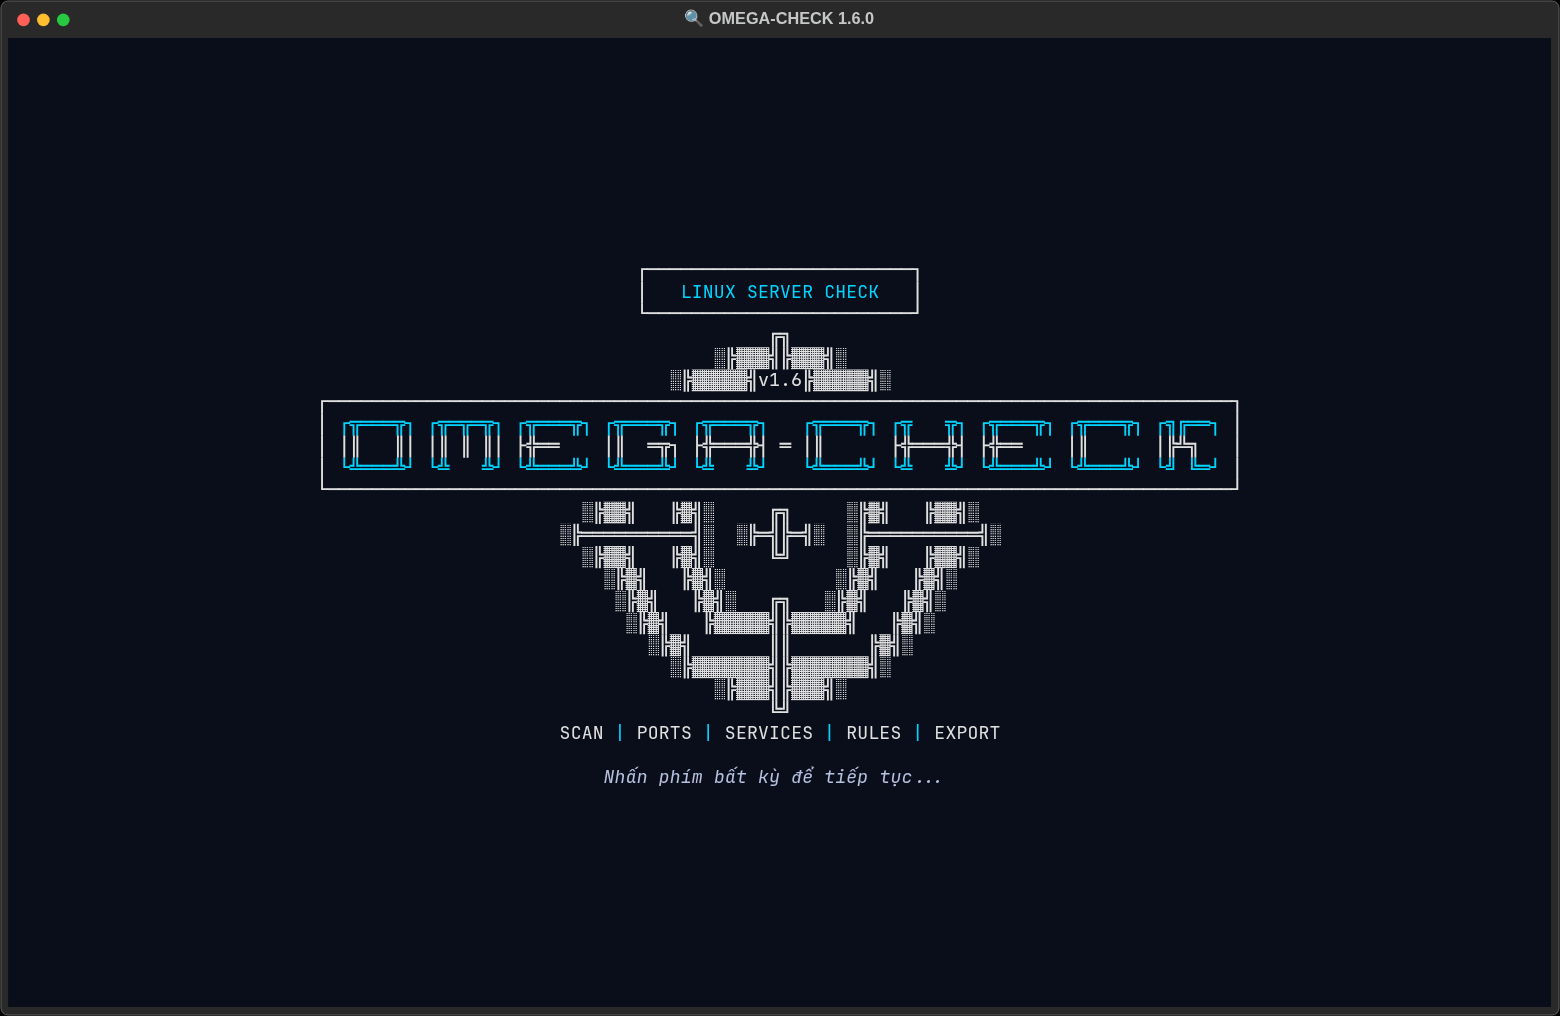 🔍 OMEGA-CHECK 1.6.0
LINUX SERVER CHECK
v1.6
OMEGA-CHECK
SCAN | PORTS | SERVICES | RULES | EXPORT
Nhấn phím bất kỳ để tiếp tục...